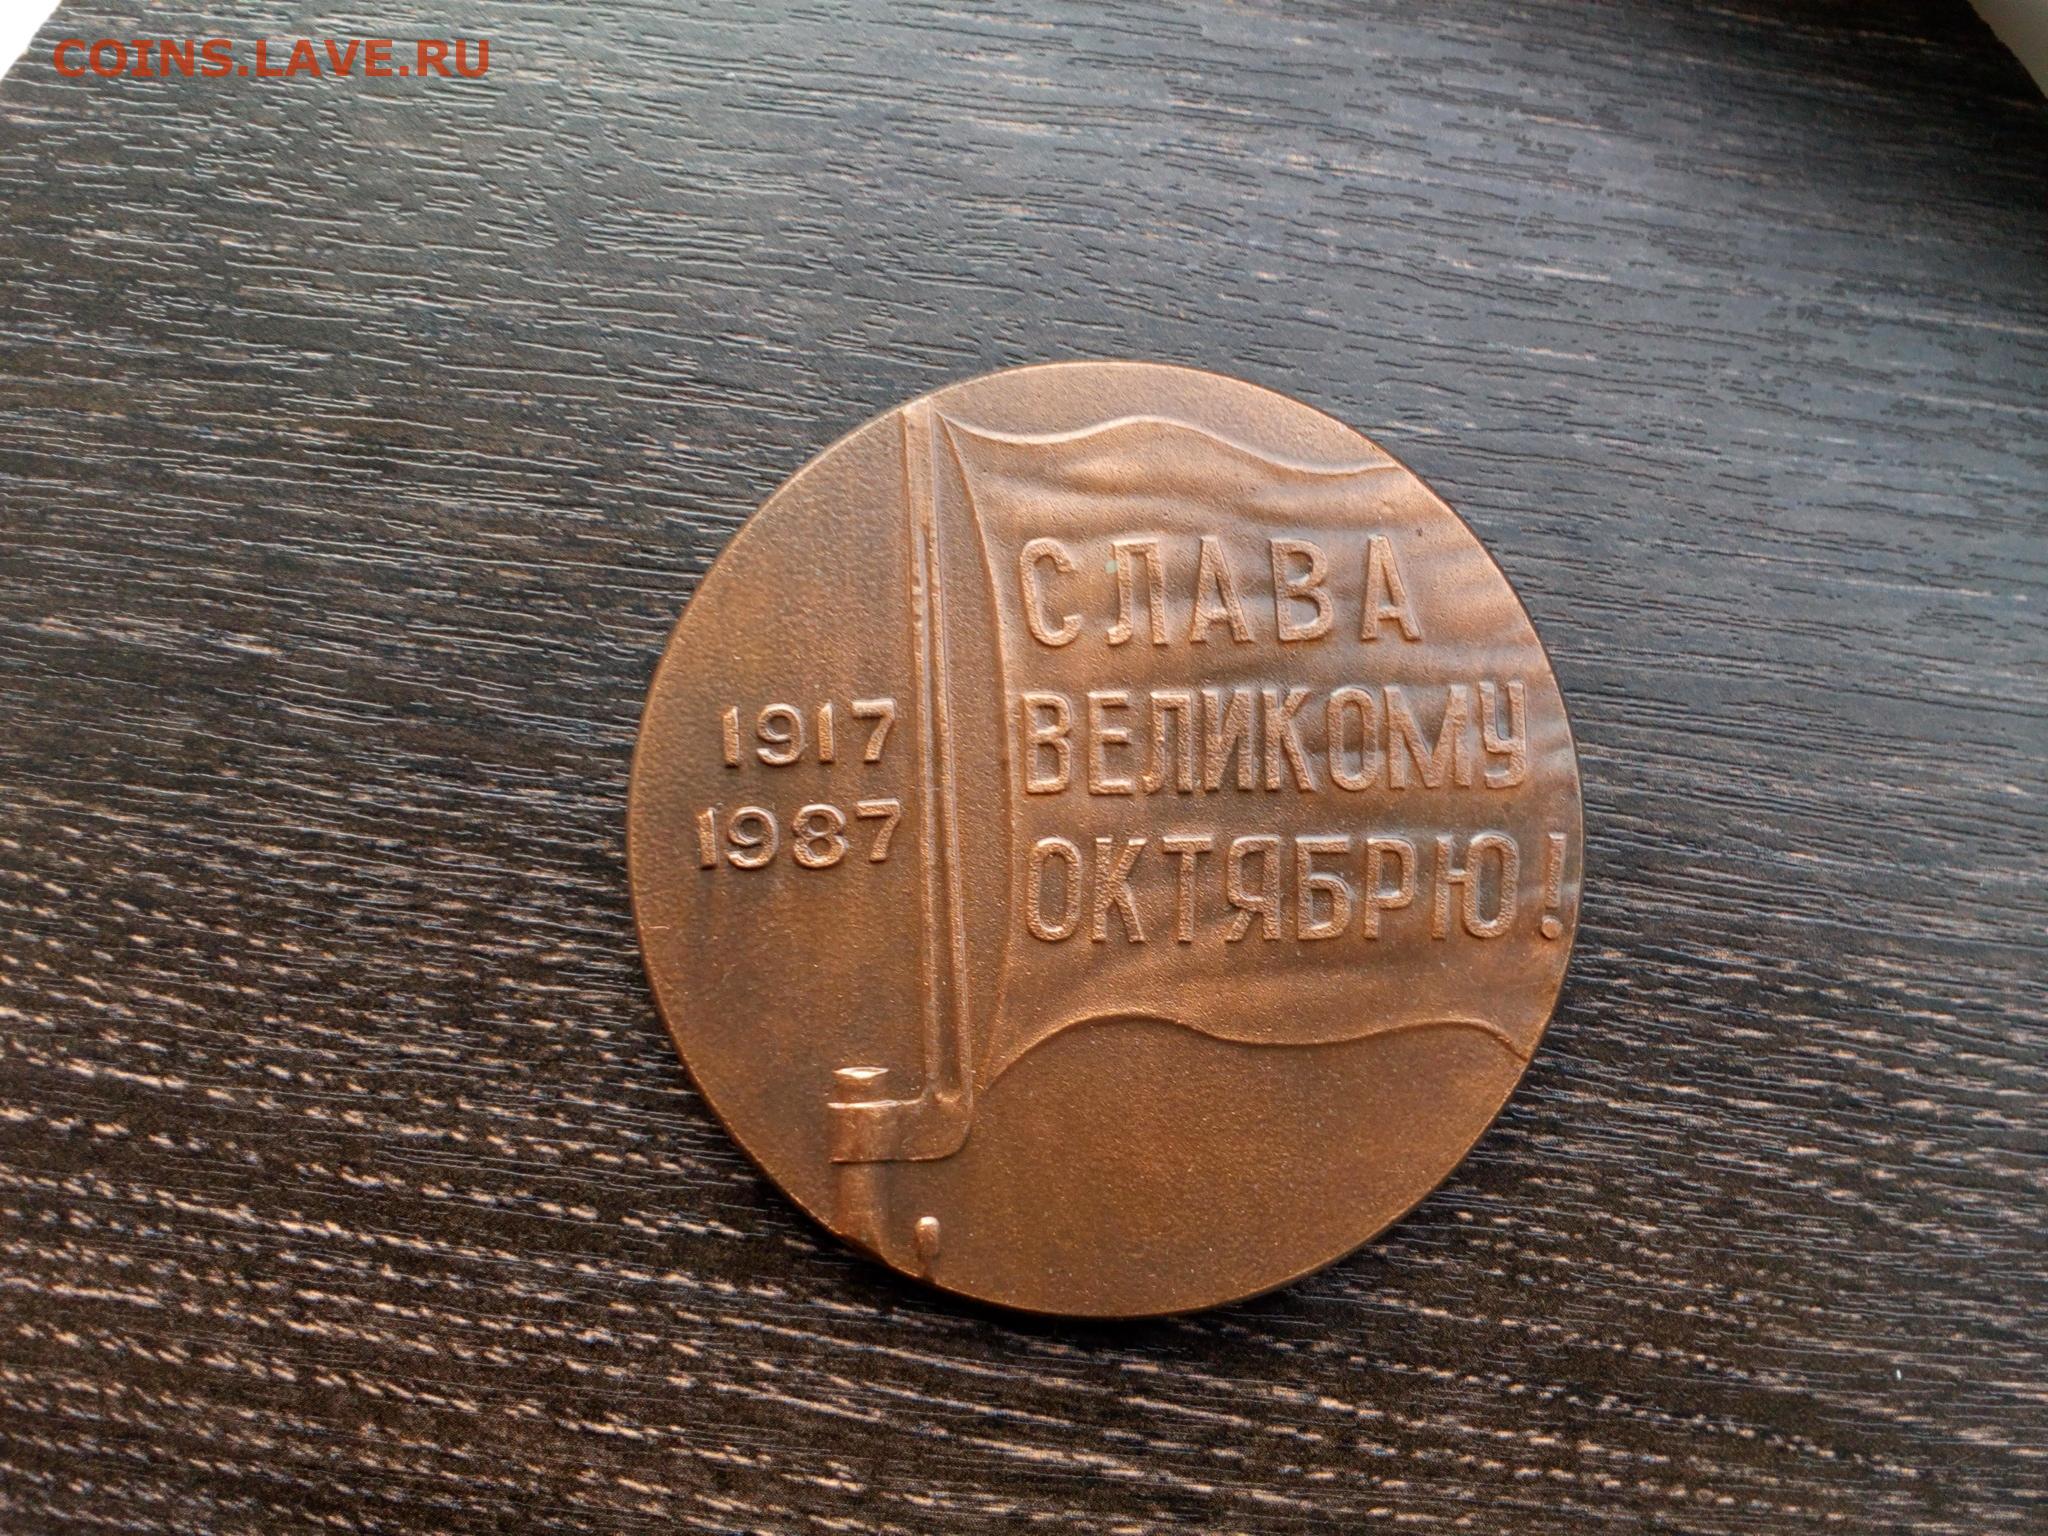 COINS.LAVE.RU
1917
1987
СЛАВА
ВЕЛИКОМУ
ОКТЯБРЮ!